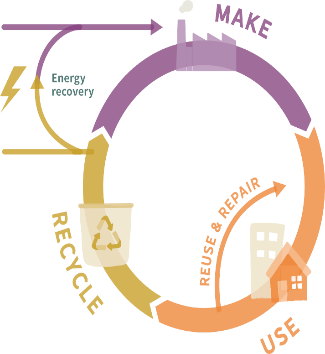 MAKE
Energy
recovery
REUSE & REPAIR
RECYCLE
USE